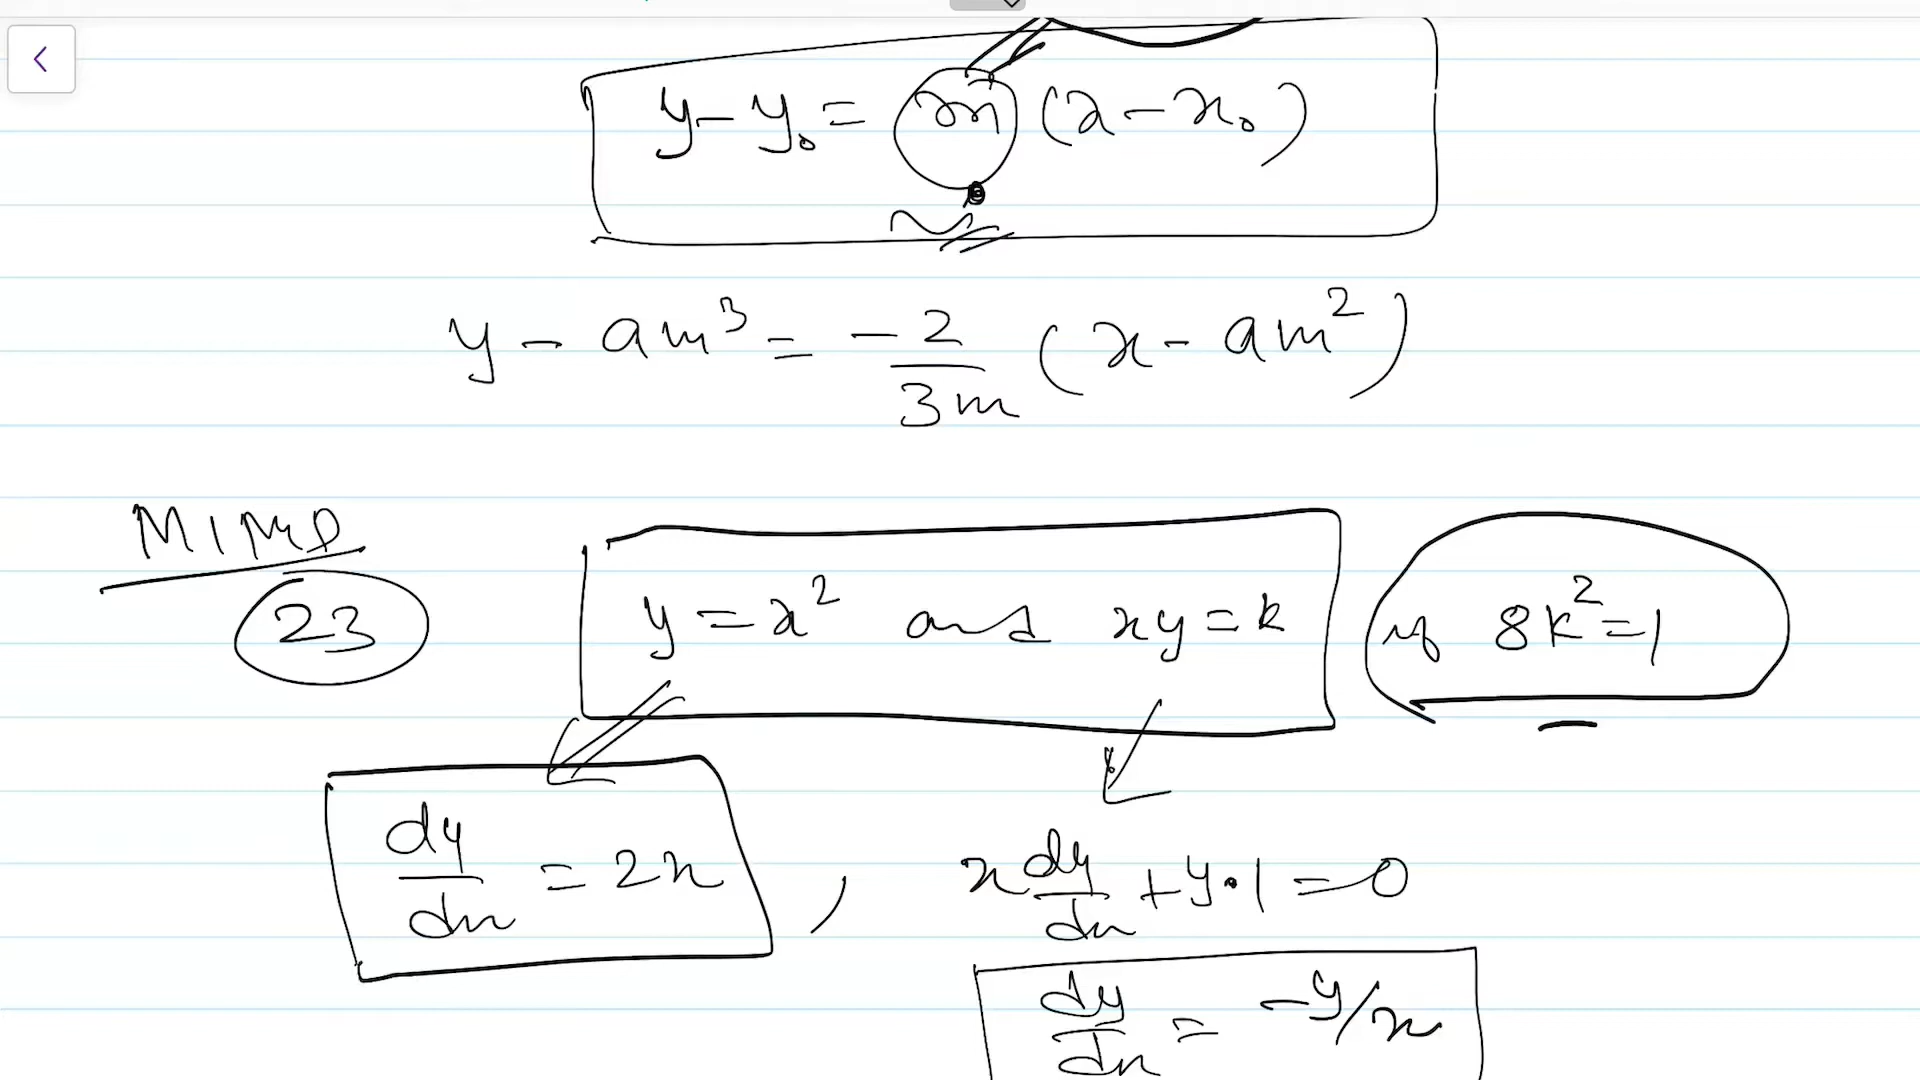 y - y₀ = m (x - x₀)
y - am³ = -2/3m (x - am²)
MIMP
23 y = x² and xy = k if 8k² = 1
dy/dx = 2x , x dy/dx + y·1 = 0
dy/dx = -y/x